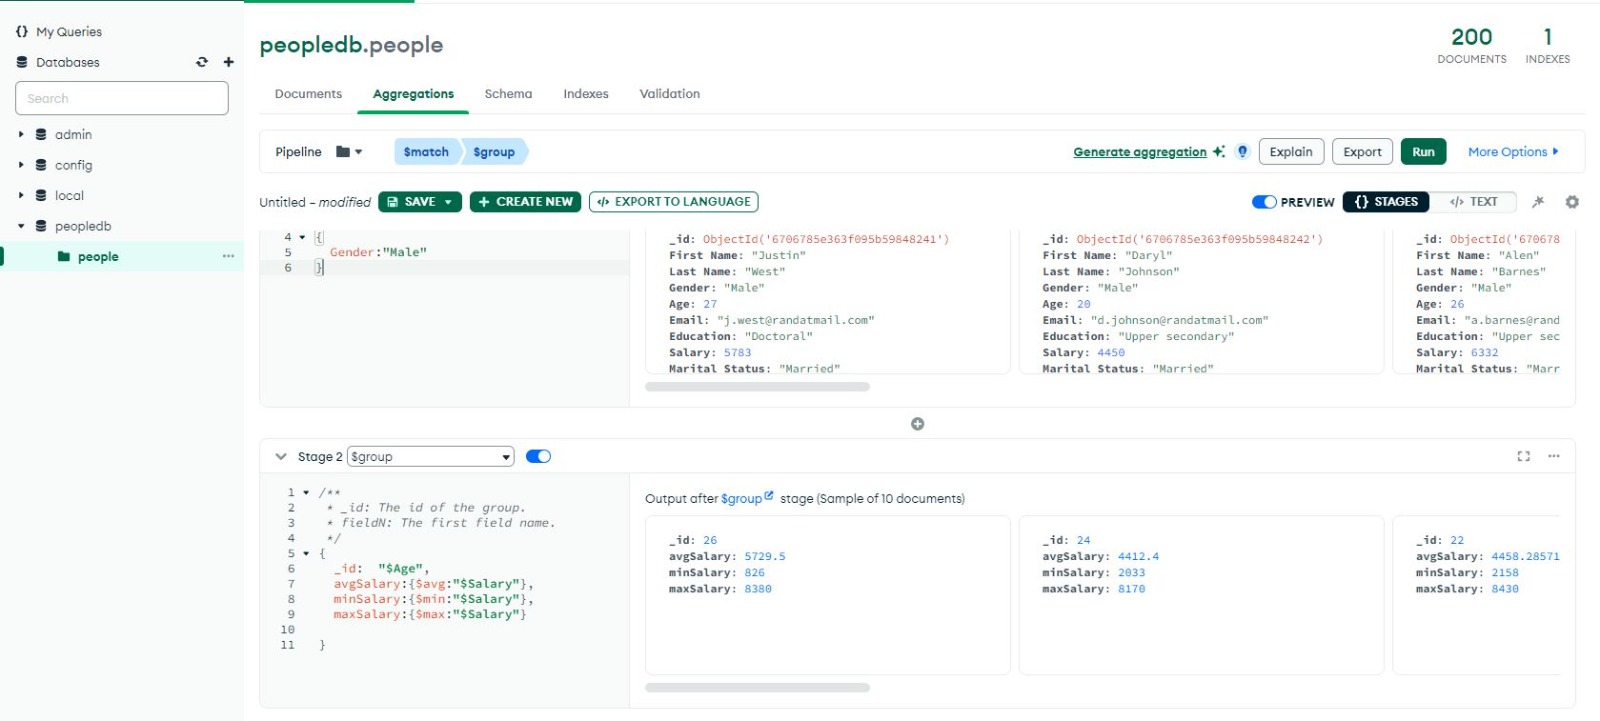 My Queries
Databases
Search
admin
config
local
peopledb
people
peopledb.people
200
DOCUMENTS
1
INDEXES
Documents Aggregations Schema Indexes Validation
Pipeline $match $group Generate aggregation Explain Export Run More Options
Untitled – modified SAVE + CREATE NEW </> EXPORT TO LANGUAGE PREVIEW {} STAGES </> TEXT
4 {
5 Gender:"Male"
6 }
_id: ObjectId('6706785e363f095b59848241')
First Name: "Justin"
Last Name: "West"
Gender: "Male"
Age: 27
Email: "j.west@randatmail.com"
Education: "Doctoral"
Salary: 5783
Marital Status: "Married"
_id: ObjectId('6706785e363f095b59848242')
First Name: "Daryl"
Last Name: "Johnson"
Gender: "Male"
Age: 20
Email: "d.johnson@randatmail.com"
Education: "Upper secondary"
Salary: 4450
Marital Status: "Married"
_id: ObjectId('670678
First Name: "Alen"
Last Name: "Barnes"
Gender: "Male"
Age: 26
Email: "a.barnes@rand
Education: "Upper sec
Salary: 6332
Marital Status: "Marr
Stage 2 $group
1 /**
2 * _id: The id of the group.
3 * fieldN: The first field name.
4 */
5 {
6 _id: "$Age",
7 avgSalary:{$avg:"$Salary"},
8 minSalary:{$min:"$Salary"},
9 maxSalary:{$max:"$Salary"}
10
11 }
Output after $group stage (Sample of 10 documents)
_id: 26
avgSalary: 5729.5
minSalary: 826
maxSalary: 8380
_id: 24
avgSalary: 4412.4
minSalary: 2033
maxSalary: 8170
_id: 22
avgSalary: 4458.28571
minSalary: 2158
maxSalary: 8430